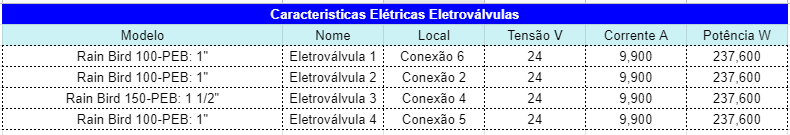 Caracteristicas Elétricas Eletroválvulas
Modelo Nome Local Tensão V Corrente A Potência W
Rain Bird 100-PEB: 1" Eletroválvula 1 Conexão 6 24 9,900 237,600
Rain Bird 100-PEB: 1" Eletroválvula 2 Conexão 2 24 9,900 237,600
Rain Bird 150-PEB: 1 1/2" Eletroválvula 3 Conexão 4 24 9,900 237,600
Rain Bird 100-PEB: 1" Eletroválvula 4 Conexão 5 24 9,900 237,600